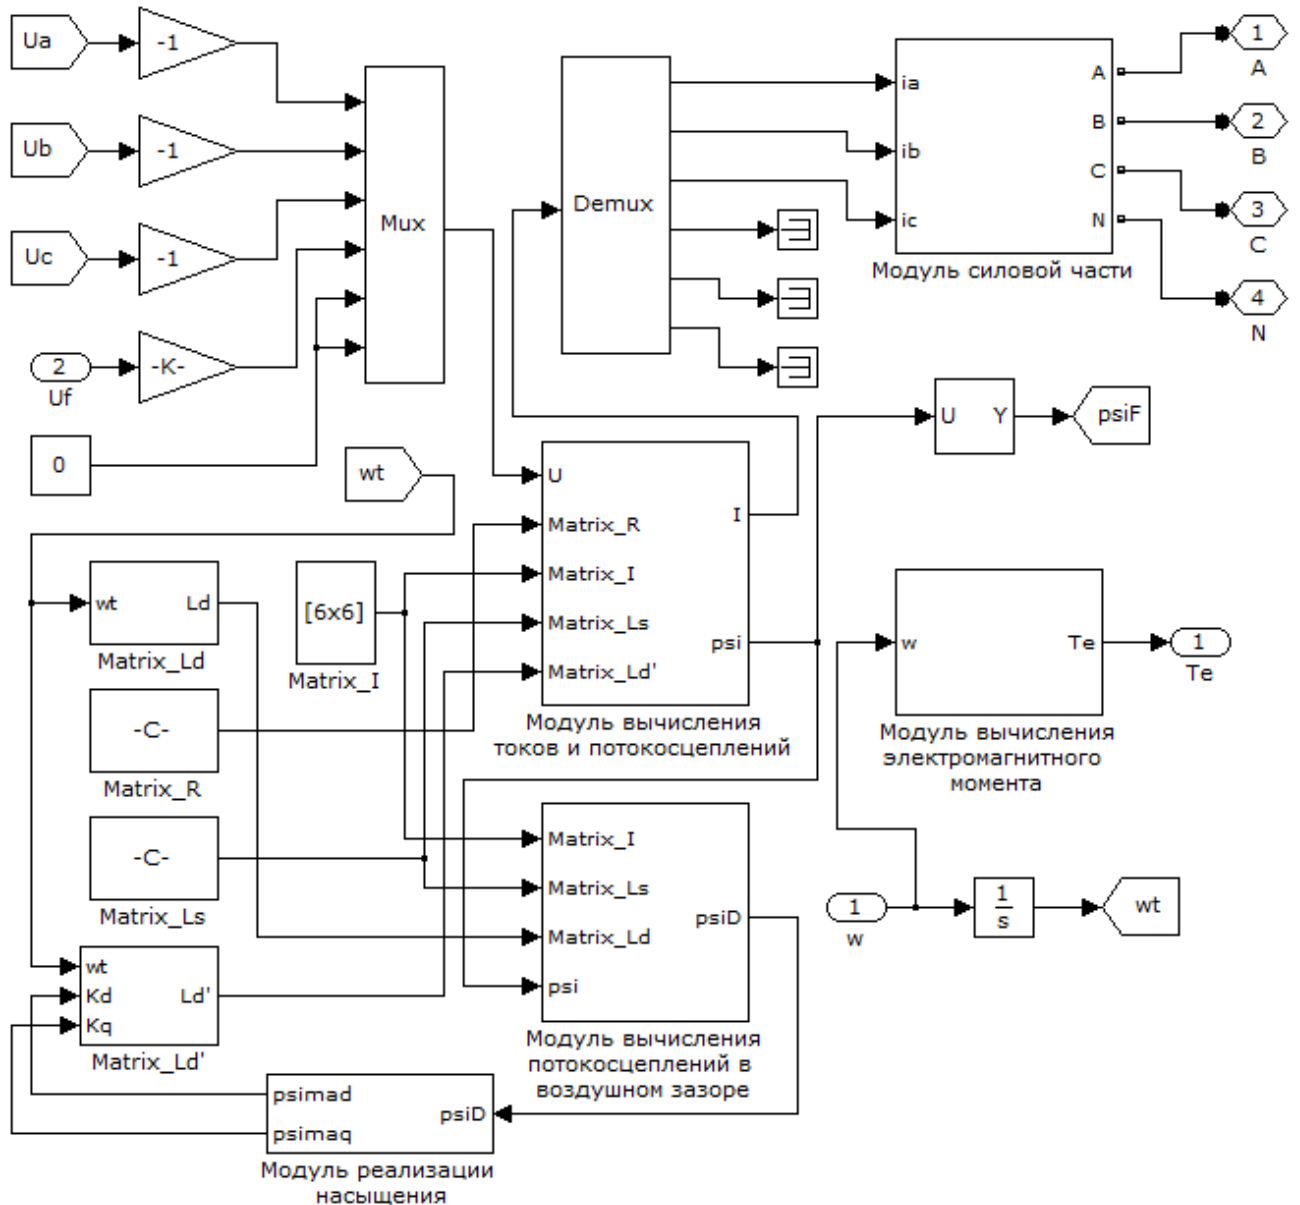 Ua
-1
Ub
-1
Uc
-1
2
Uf
-K-
0
Mux
Demux
ia
ib
ic
A
B
C
N
Модуль силовой части
1
A
2
B
3
C
4
N
U
Y
psiF
wt
wt
Ld
Matrix_Ld
[6x6]
Matrix_I
-C-
Matrix_R
-C-
Matrix_Ls
wt
Kd
Kq
Ld'
Matrix_Ld'
U
Matrix_R
Matrix_I
Matrix_Ls
Matrix_Ld'
I
psi
Модуль вычисления
токов и потокосцеплений
Matrix_I
Matrix_Ls
Matrix_Ld
psi
psiD
Модуль вычисления
потокосцеплений в
воздушном зазоре
psimad
psimaq
psiD
Модуль реализации
насыщения
w
Te
Модуль вычисления
электромагнитного
момента
1
Te
1
w
1
s
wt